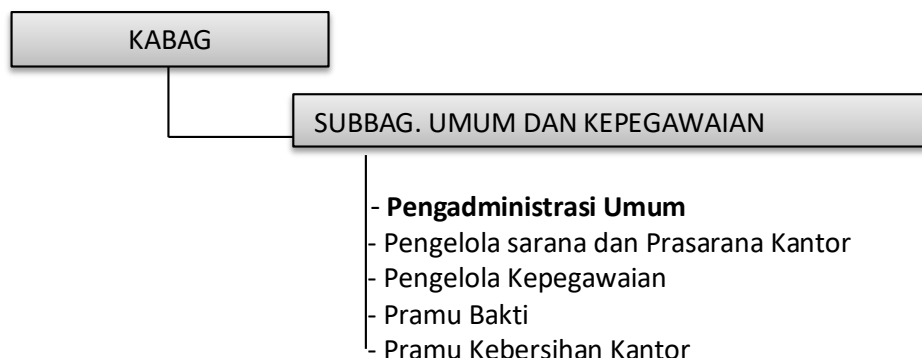 KABAG
SUBBAG. UMUM DAN KEPEGAWAIAN
- Pengadministrasi Umum
- Pengelola sarana dan Prasarana Kantor
- Pengelola Kepegawaian
- Pramu Bakti
- Pramu Kebersihan Kantor